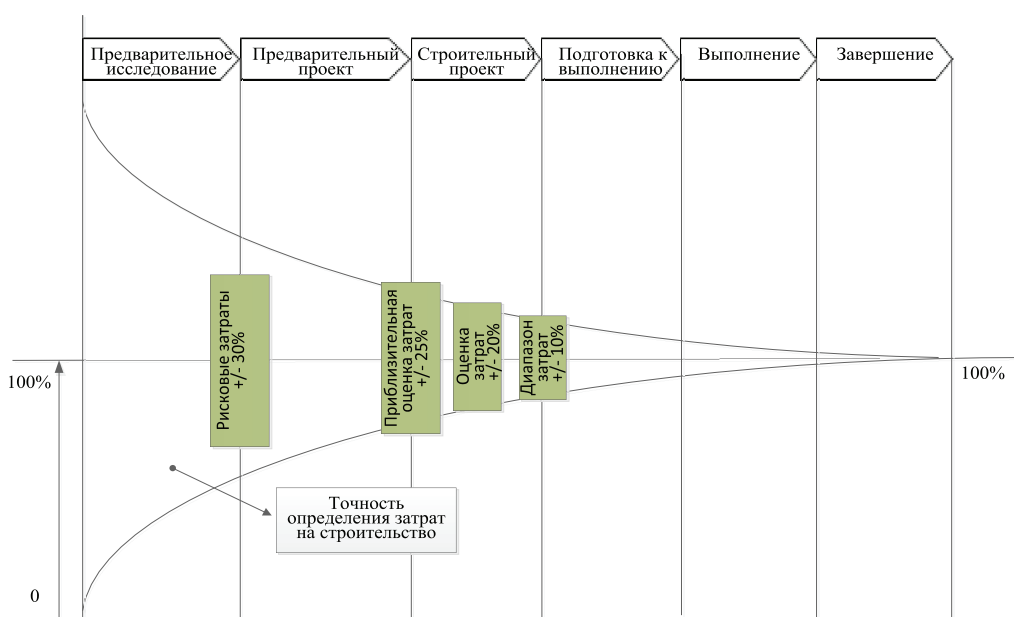 Предварительное
исследование
Предварительный
проект
Строительный
проект
Подготовка к
выполнению
Выполнение
Завершение
Рисковые затраты
+/- 30%
Приблизительная
оценка затрат
+/- 25%
Оценка
затрат
+/- 20%
Диапазон
затрат
+/- 10%
100%
100%
Точность
определения затрат
на строительство
0